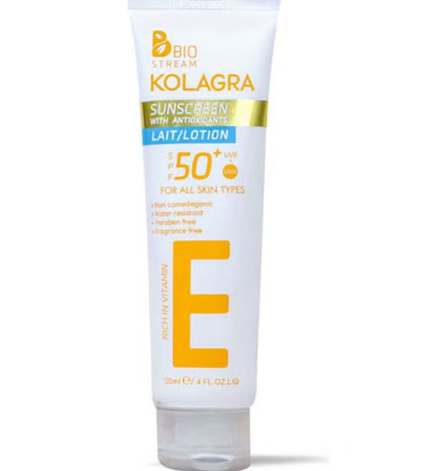 BIO
STREAM
KOLAGRA
SUNSCREEN
WITH ANTIOXIDANTS
LAIT/LOTION
SPF 50+ UVB + UVA
FOR ALL SKIN TYPES
• Non comedogenic
• Water resistant
• Paraben free
• Fragrance free
RICH IN VITAMIN
E
120ml e/ 4 FL.OZ.LIQ